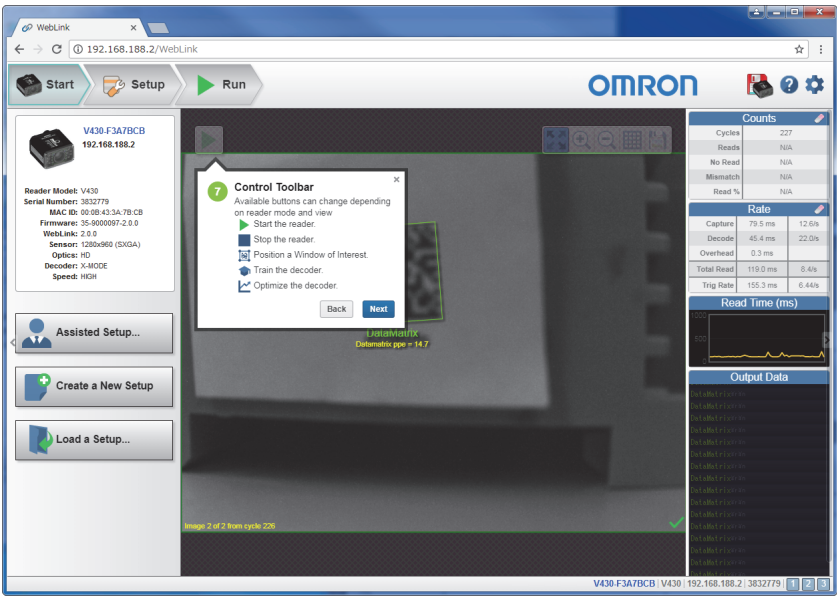 WebLink
192.168.188.2/WebLink
Start
Setup
Run
OMRON
V430-F3A7BCB
192.168.188.2
Reader Model: V430
Serial Number: 3832779
MAC ID: 00:0B:43:3A:7B:CB
Firmware: 35-9000097-2.0.0
WebLink: 2.0.0
Sensor: 1280x960 (SXGA)
Optics: HD
Decoder: X-MODE
Speed: HIGH
Assisted Setup...
Create a New Setup
Load a Setup...
7
Control Toolbar
Available buttons can change depending
on reader mode and view
Start the reader.
Stop the reader.
Position a Window of Interest.
Train the decoder.
Optimize the decoder.
Back
Next
DataMatrix
Datamatrix ppe = 14.7
Image 2 of 2 from cycle 226
Counts
Cycles 227
Reads N/A
No Read N/A
Mismatch N/A
Read % N/A
Rate
Capture 79.5 ms 12.6/s
Decode 45.4 ms 22.0/s
Overhead 0.3 ms
Total Read 119.0 ms 8.4/s
Trig Rate 155.3 ms 6.44/s
Read Time (ms)
1000
500
0
Output Data
V430-F3A7BCB | V430 | 192.168.188.2 | 3832779 | 1 2 3